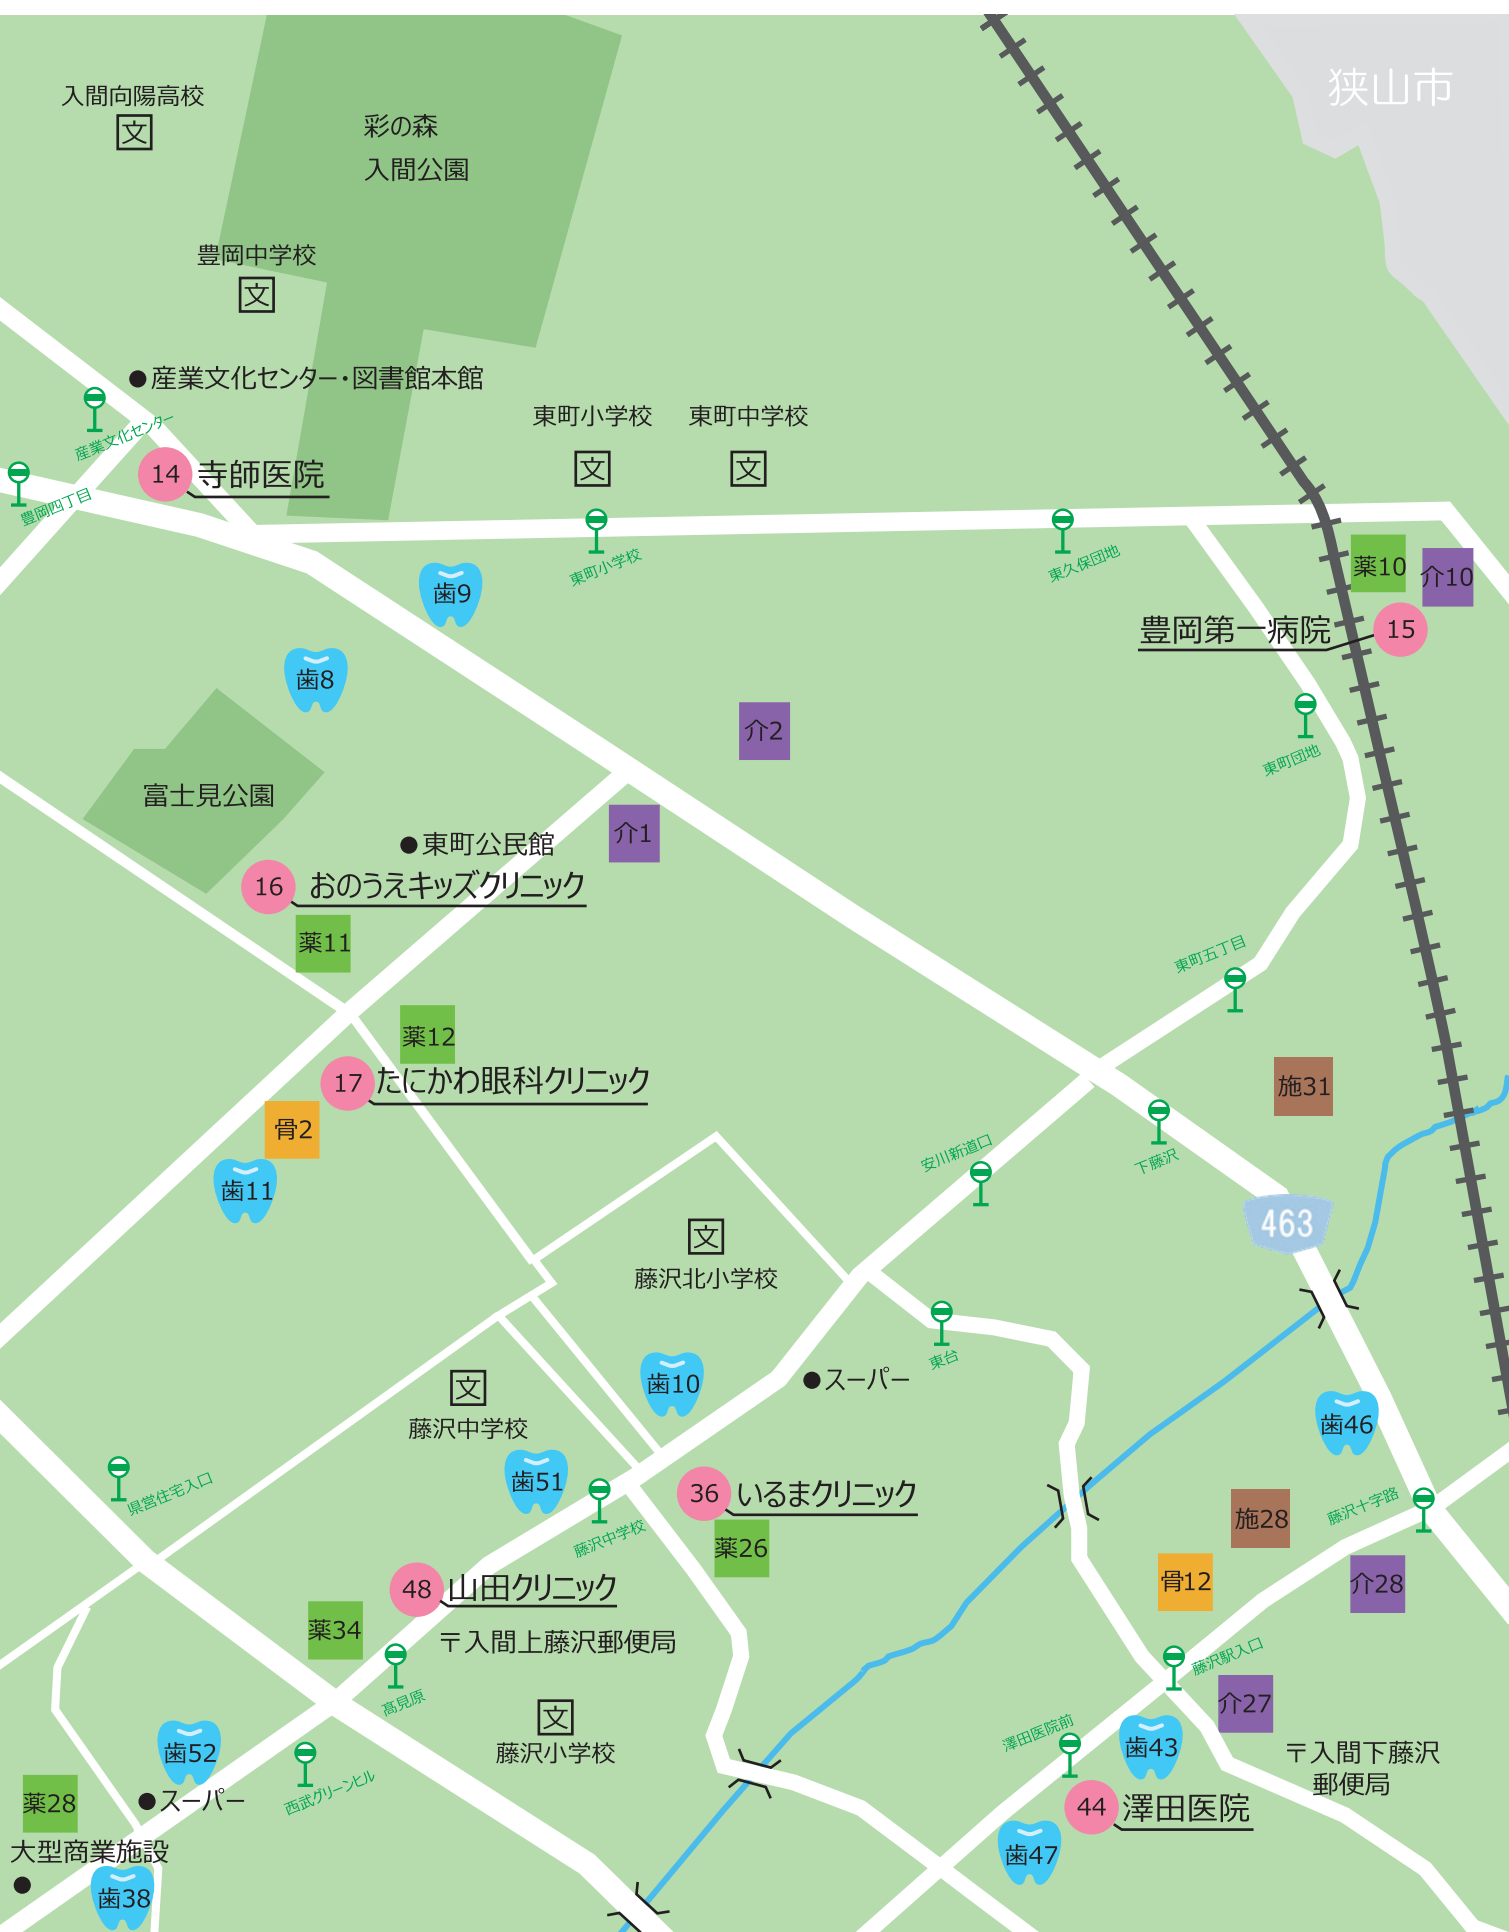 狭山市
入間向陽高校
文
彩の森
入間公園
豊岡中学校
文
●産業文化センター・図書館本館
産業文化センター
東町小学校
文
東町中学校
文
14 寺師医院
豊岡四丁目
東町小学校
東久保団地
薬10
介10
歯9
豊岡第一病院 15
歯8
介2
東町団地
富士見公園
介1
●東町公民館
16 おのうえキッズクリニック
薬11
東町五丁目
薬12
17 たにかわ眼科クリニック
施31
骨2
安川新道口
下藤沢
歯11
463
文
藤沢北小学校
東台
歯10
●スーパー
文
藤沢中学校
歯46
県営住宅入口
歯51
36 いるまクリニック
藤沢十字路
施28
藤沢中学校
薬26
48 山田クリニック
骨12
介28
薬34
〒入間上藤沢郵便局
藤沢駅入口
髙見原
介27
文
藤沢小学校
澤田医院前
歯43
歯52
〒入間下藤沢
郵便局
西武グリーンヒル
薬28
●スーパー
44 澤田医院
大型商業施設
●
歯47
歯38